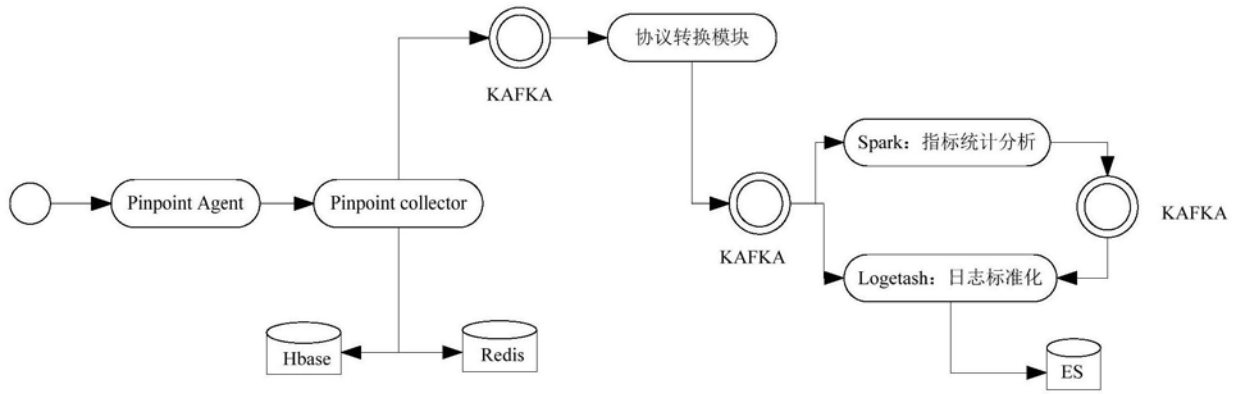 协议转换模块
KAFKA
Spark：指标统计分析
Pinpoint Agent
Pinpoint collector
KAFKA
KAFKA
Logetash：日志标准化
Hbase
Redis
ES